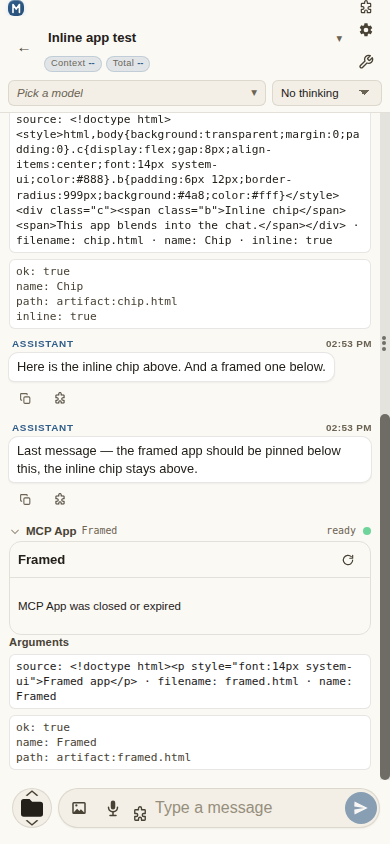 M
Inline app test
Context --
Total --
Pick a model
No thinking
source: <!doctype html>
<style>html,body{background:transparent;margin:0;pa
dding:0}.c{display:flex;gap:8px;align-
items:center;font:14px system-
ui;color:#888}.b{padding:6px 12px;border-
radius:999px;background:#4a8;color:#fff}</style>
<div class="c"><span class="b">Inline chip</span>
<span>This app blends into the chat.</span></div> ·
filename: chip.html · name: Chip · inline: true
ok: true
name: Chip
path: artifact:chip.html
inline: true
ASSISTANT 02:53 PM
Here is the inline chip above. And a framed one below.
ASSISTANT 02:53 PM
Last message — the framed app should be pinned below
this, the inline chip stays above.
MCP App Framed ready
Framed
MCP App was closed or expired
Arguments
source: <!doctype html><p style="font:14px system-
ui">Framed app</p> · filename: framed.html · name:
Framed
ok: true
name: Framed
path: artifact:framed.html
Type a message